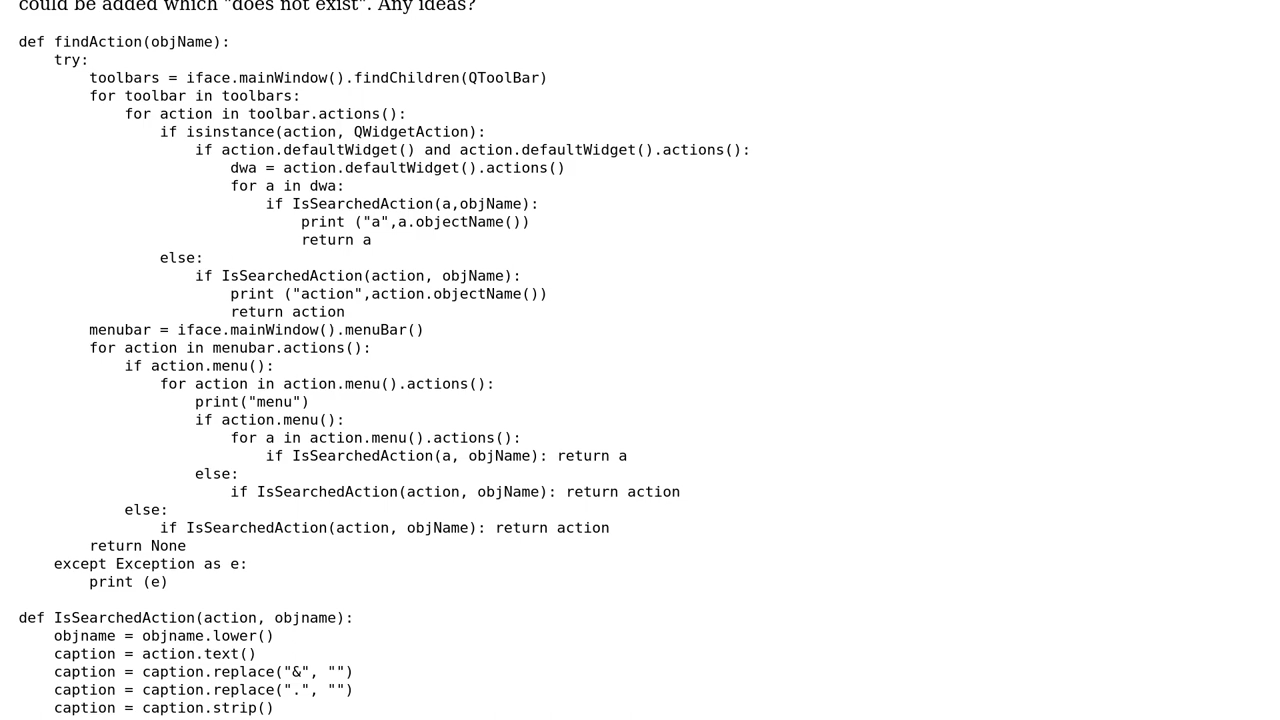 could be added which "does not exist". Any ideas?
def findAction(objName):
    try:
        toolbars = iface.mainWindow().findChildren(QToolBar)
        for toolbar in toolbars:
            for action in toolbar.actions():
                if isinstance(action, QWidgetAction):
                    if action.defaultWidget() and action.defaultWidget().actions():
                        dwa = action.defaultWidget().actions()
                        for a in dwa:
                            if IsSearchedAction(a,objName):
                                print ("a",a.objectName())
                                return a
                else:
                    if IsSearchedAction(action, objName):
                        print ("action",action.objectName())
                        return action
        menubar = iface.mainWindow().menuBar()
        for action in menubar.actions():
            if action.menu():
                for action in action.menu().actions():
                    print("menu")
                    if action.menu():
                        for a in action.menu().actions():
                            if IsSearchedAction(a, objName): return a
                    else:
                        if IsSearchedAction(action, objName): return action
            else:
                if IsSearchedAction(action, objName): return action
        return None
    except Exception as e:
        print (e)
def IsSearchedAction(action, objname):
    objname = objname.lower()
    caption = action.text()
    caption = caption.replace("&", "")
    caption = caption.replace(".", "")
    caption = caption.strip()